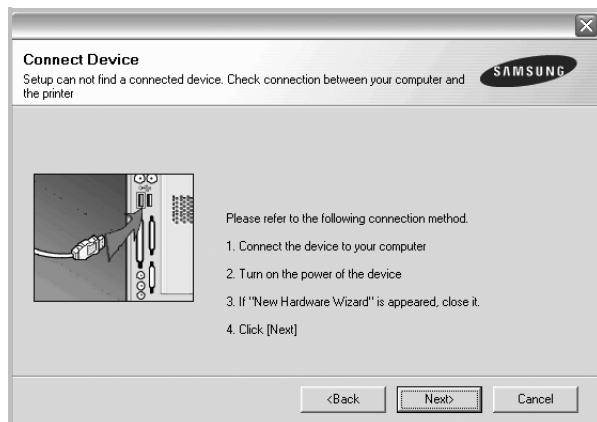 Connect Device
Setup can not find a connected device. Check connection between your computer and
the printer
SAMSUNG
Please refer to the following connection method.
1. Connect the device to your computer
2. Turn on the power of the device
3. If "New Hardware Wizard" is appeared, close it.
4. Click [Next]
<Back
Next>
Cancel